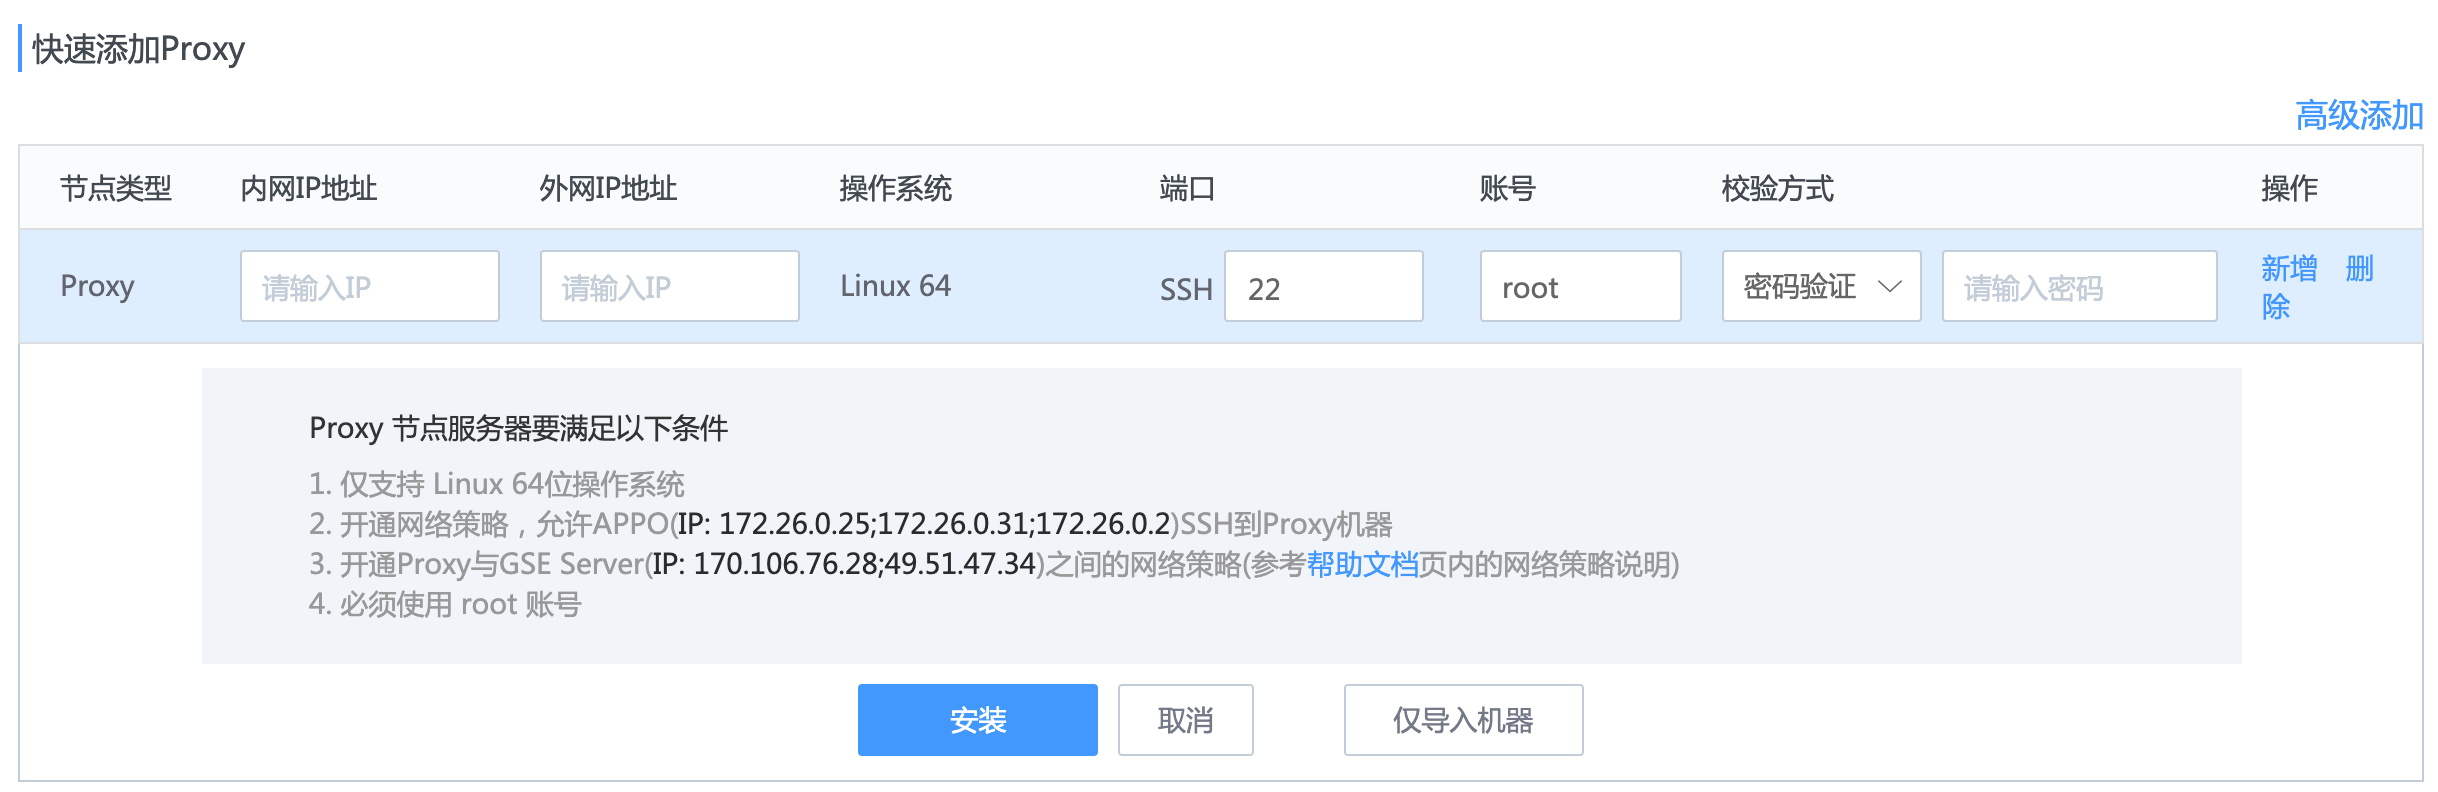 快速添加Proxy
高级添加
节点类型 内网IP地址 外网IP地址 操作系统 端口 账号 校验方式 操作
Proxy 请输入IP 请输入IP Linux 64 SSH 22 root 密码验证 请输入密码 新增 删除
Proxy 节点服务器要满足以下条件
1. 仅支持 Linux 64位操作系统
2. 开通网络策略，允许APPO(IP: 172.26.0.25;172.26.0.31;172.26.0.2)SSH到Proxy机器
3. 开通Proxy与GSE Server(IP: 170.106.76.28;49.51.47.34)之间的网络策略(参考帮助文档页内的网络策略说明)
4. 必须使用 root 账号
安装 取消 仅导入机器